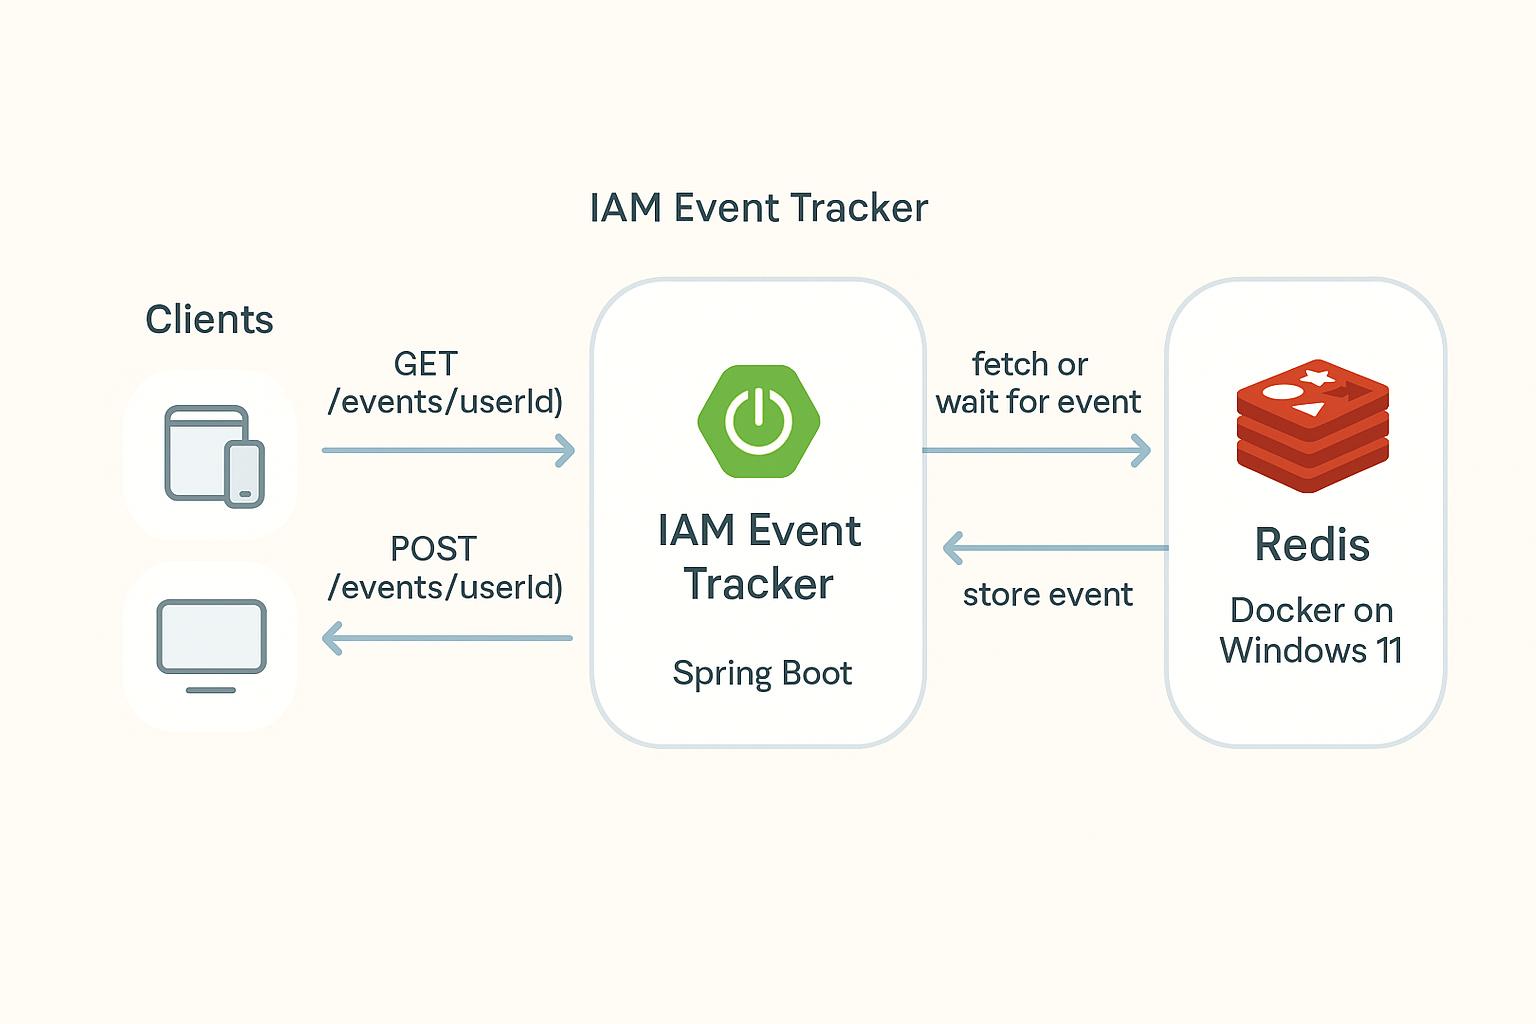 IAM Event Tracker
Clients
GET
/events/userId)
POST
/events/userId)
IAM Event
Tracker
Spring Boot
fetch or
wait for event
store event
Redis
Docker on
Windows 11